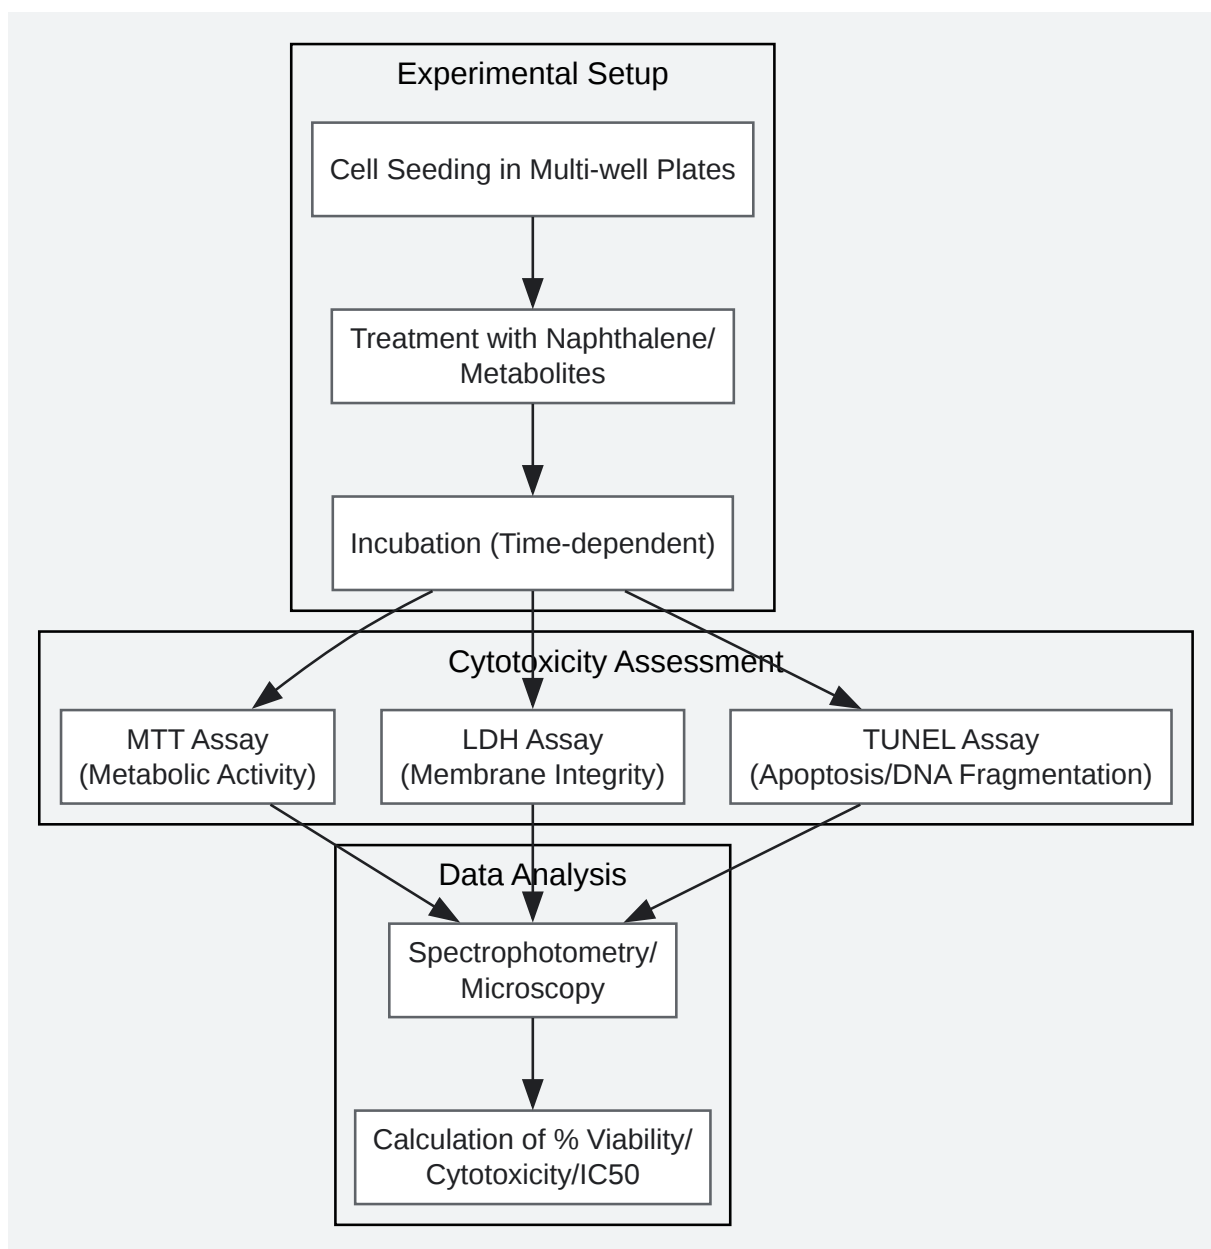 Experimental Setup
Cell Seeding in Multi-well Plates
Treatment with Naphthalene/
Metabolites
Incubation (Time-dependent)
Cytotoxicity Assessment
MTT Assay
(Metabolic Activity)
LDH Assay
(Membrane Integrity)
TUNEL Assay
(Apoptosis/DNA Fragmentation)
Data Analysis
Spectrophotometry/
Microscopy
Calculation of % Viability/
Cytotoxicity/IC50